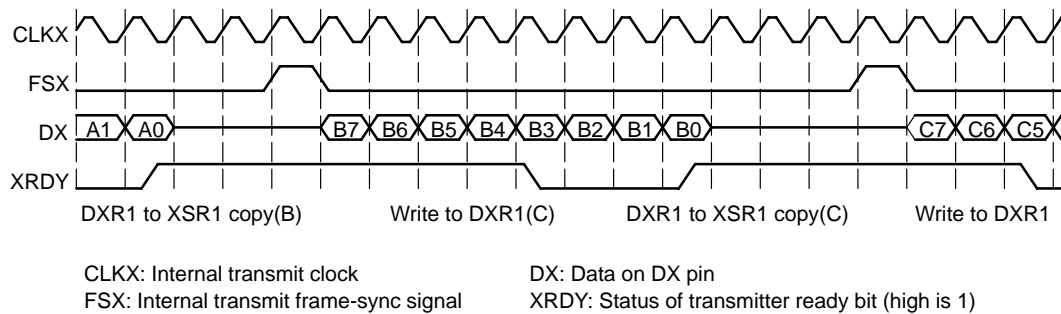 CLKX
FSX
DX A1 A0 B7 B6 B5 B4 B3 B2 B1 B0 C7 C6 C5
XRDY
DXR1 to XSR1 copy(B) Write to DXR1(C) DXR1 to XSR1 copy(C) Write to DXR1
CLKX: Internal transmit clock DX: Data on DX pin
FSX: Internal transmit frame-sync signal XRDY: Status of transmitter ready bit (high is 1)